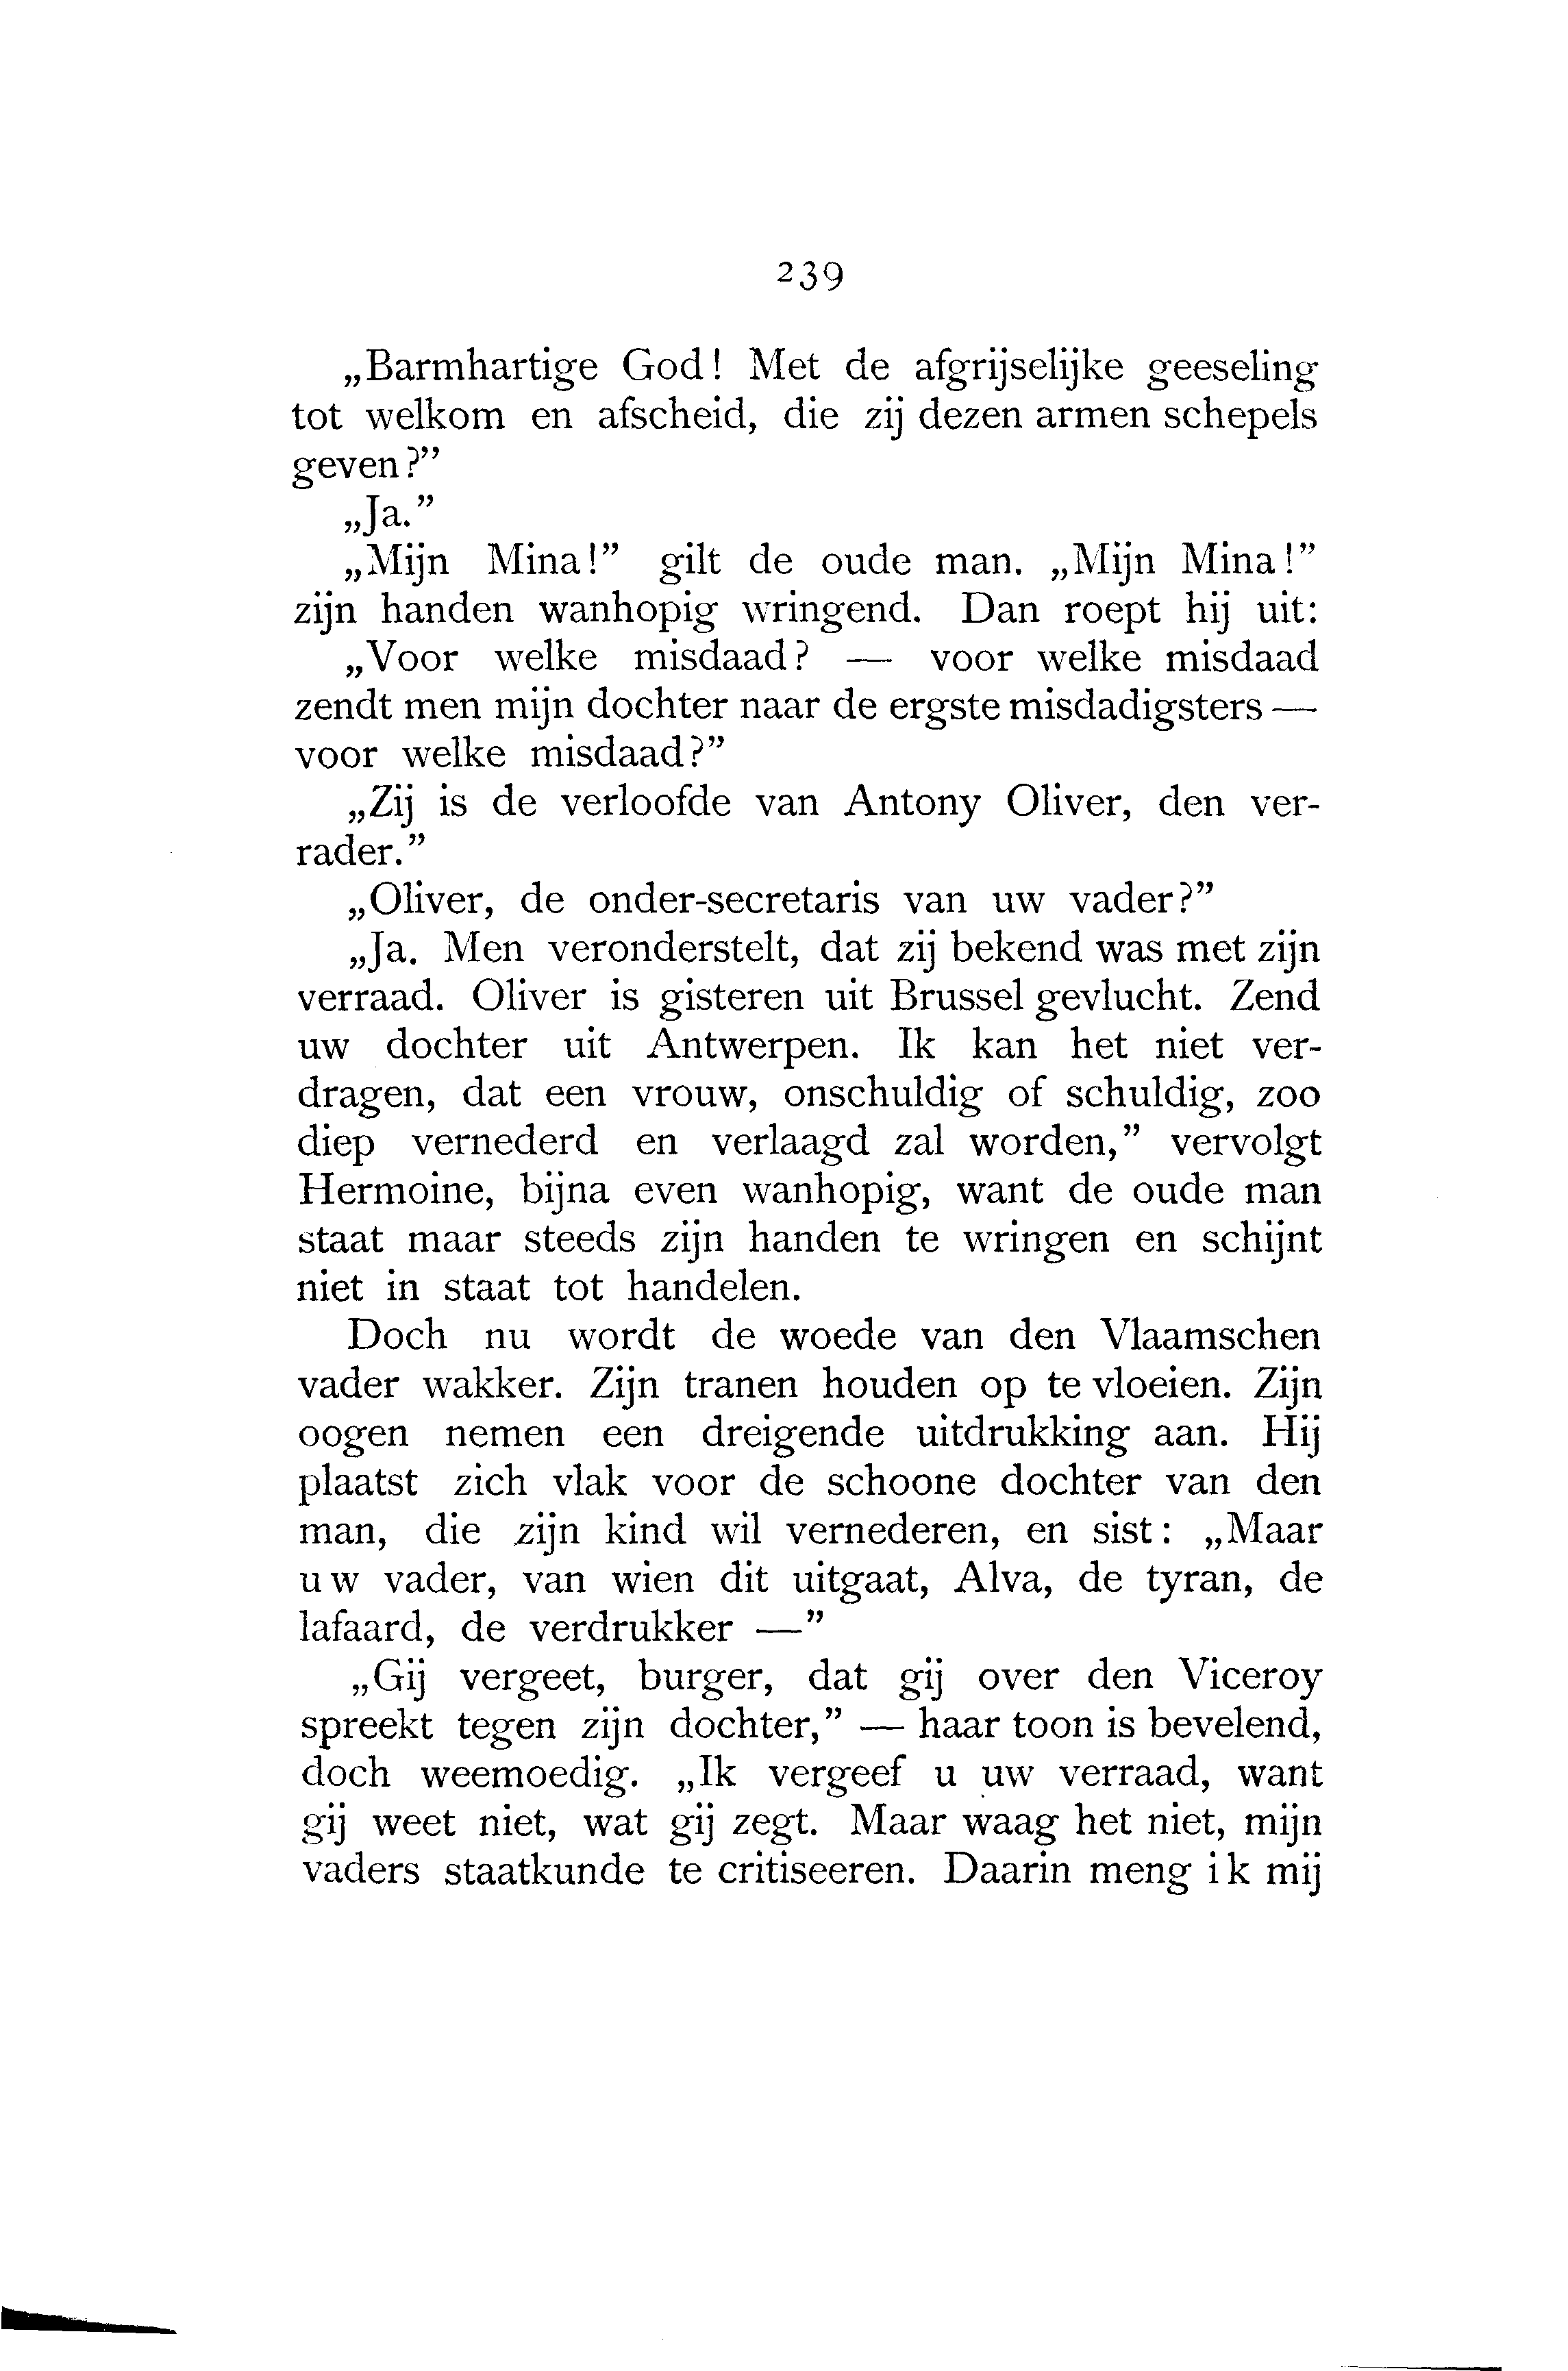 239
„Barmhartige God! Met de afgrijselijke geeseling
tot welkom en afscheid, die zij dezen armen schepels
geven?”
„Ja.”
„Mijn Mina!” gilt de oude man. „Mijn Mina!”
zijn handen wanhopig wringend. Dan roept hij uit:
„Voor welke misdaad? — voor welke misdaad
zendt men mijn dochter naar de ergste misdadigsters —
voor welke misdaad?”
„Zij is de verloofde van Antony Oliver, den ver-
rader.”
„Oliver, de onder-secretaris van uw vader?”
„Ja. Men veronderstelt, dat zij bekend was met zijn
verraad. Oliver is gisteren uit Brussel gevlucht. Zend
uw dochter uit Antwerpen. Ik kan het niet ver-
dragen, dat een vrouw, onschuldig of schuldig, zoo
diep vernederd en verlaagd zal worden,” vervolgt
Hermoine, bijna even wanhopig, want de oude man
staat maar steeds zijn handen te wringen en schijnt
niet in staat tot handelen.
Doch nu wordt de woede van den Vlaamschen
vader wakker. Zijn tranen houden op te vloeien. Zijn
oogen nemen een dreigende uitdrukking aan. Hij
plaatst zich vlak voor de schoone dochter van den
man, die zijn kind wil vernederen, en sist: „Maar
uw vader, van wien dit uitgaat, Alva, de tyran, de
lafaard, de verdrukker —”
„Gij vergeet, burger, dat gij over den Viceroy
spreekt tegen zijn dochter,” — haar toon is bevelend,
doch weemoedig. „Ik vergeef u uw verraad, want
gij weet niet, wat gij zegt. Maar waag het niet, mijn
vaders staatkunde te critiseeren. Daarin meng ik mij